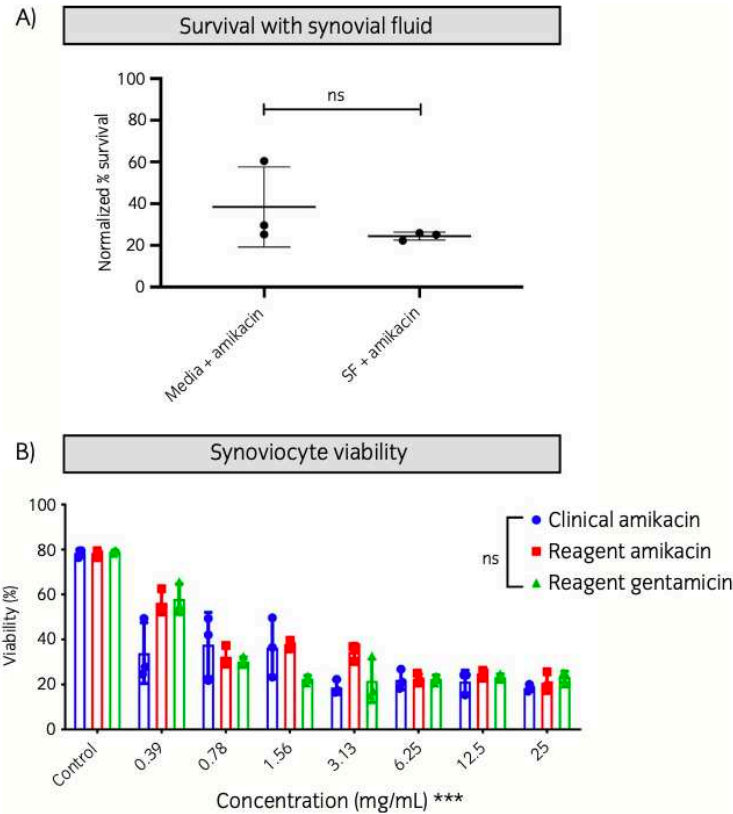 A)
Survival with synovial fluid
100
80
60
40
20
0
Normalized % survival
ns
Media + amikacin
SF + amikacin
B)
Synoviocyte viability
100
80
60
40
20
0
Viability (%)
ns
Clinical amikacin
Reagent amikacin
Reagent gentamicin
Control
0.39
0.78
1.56
3.13
6.25
12.5
25
Concentration (mg/mL) ***